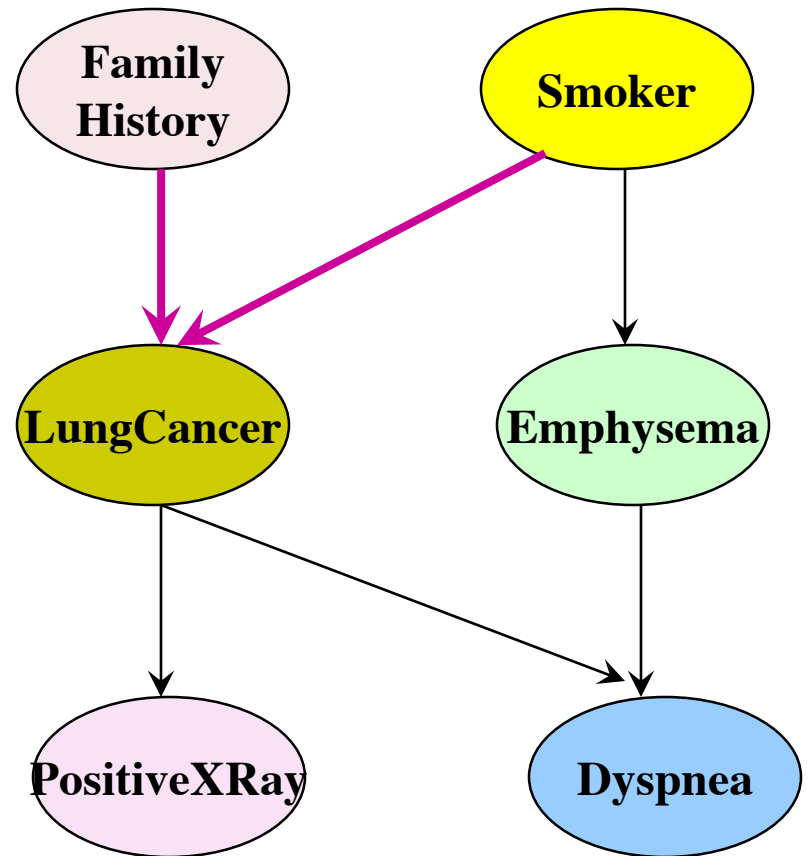 Family
History
Smoker
LungCancer
Emphysema
PositiveXRay
Dyspnea